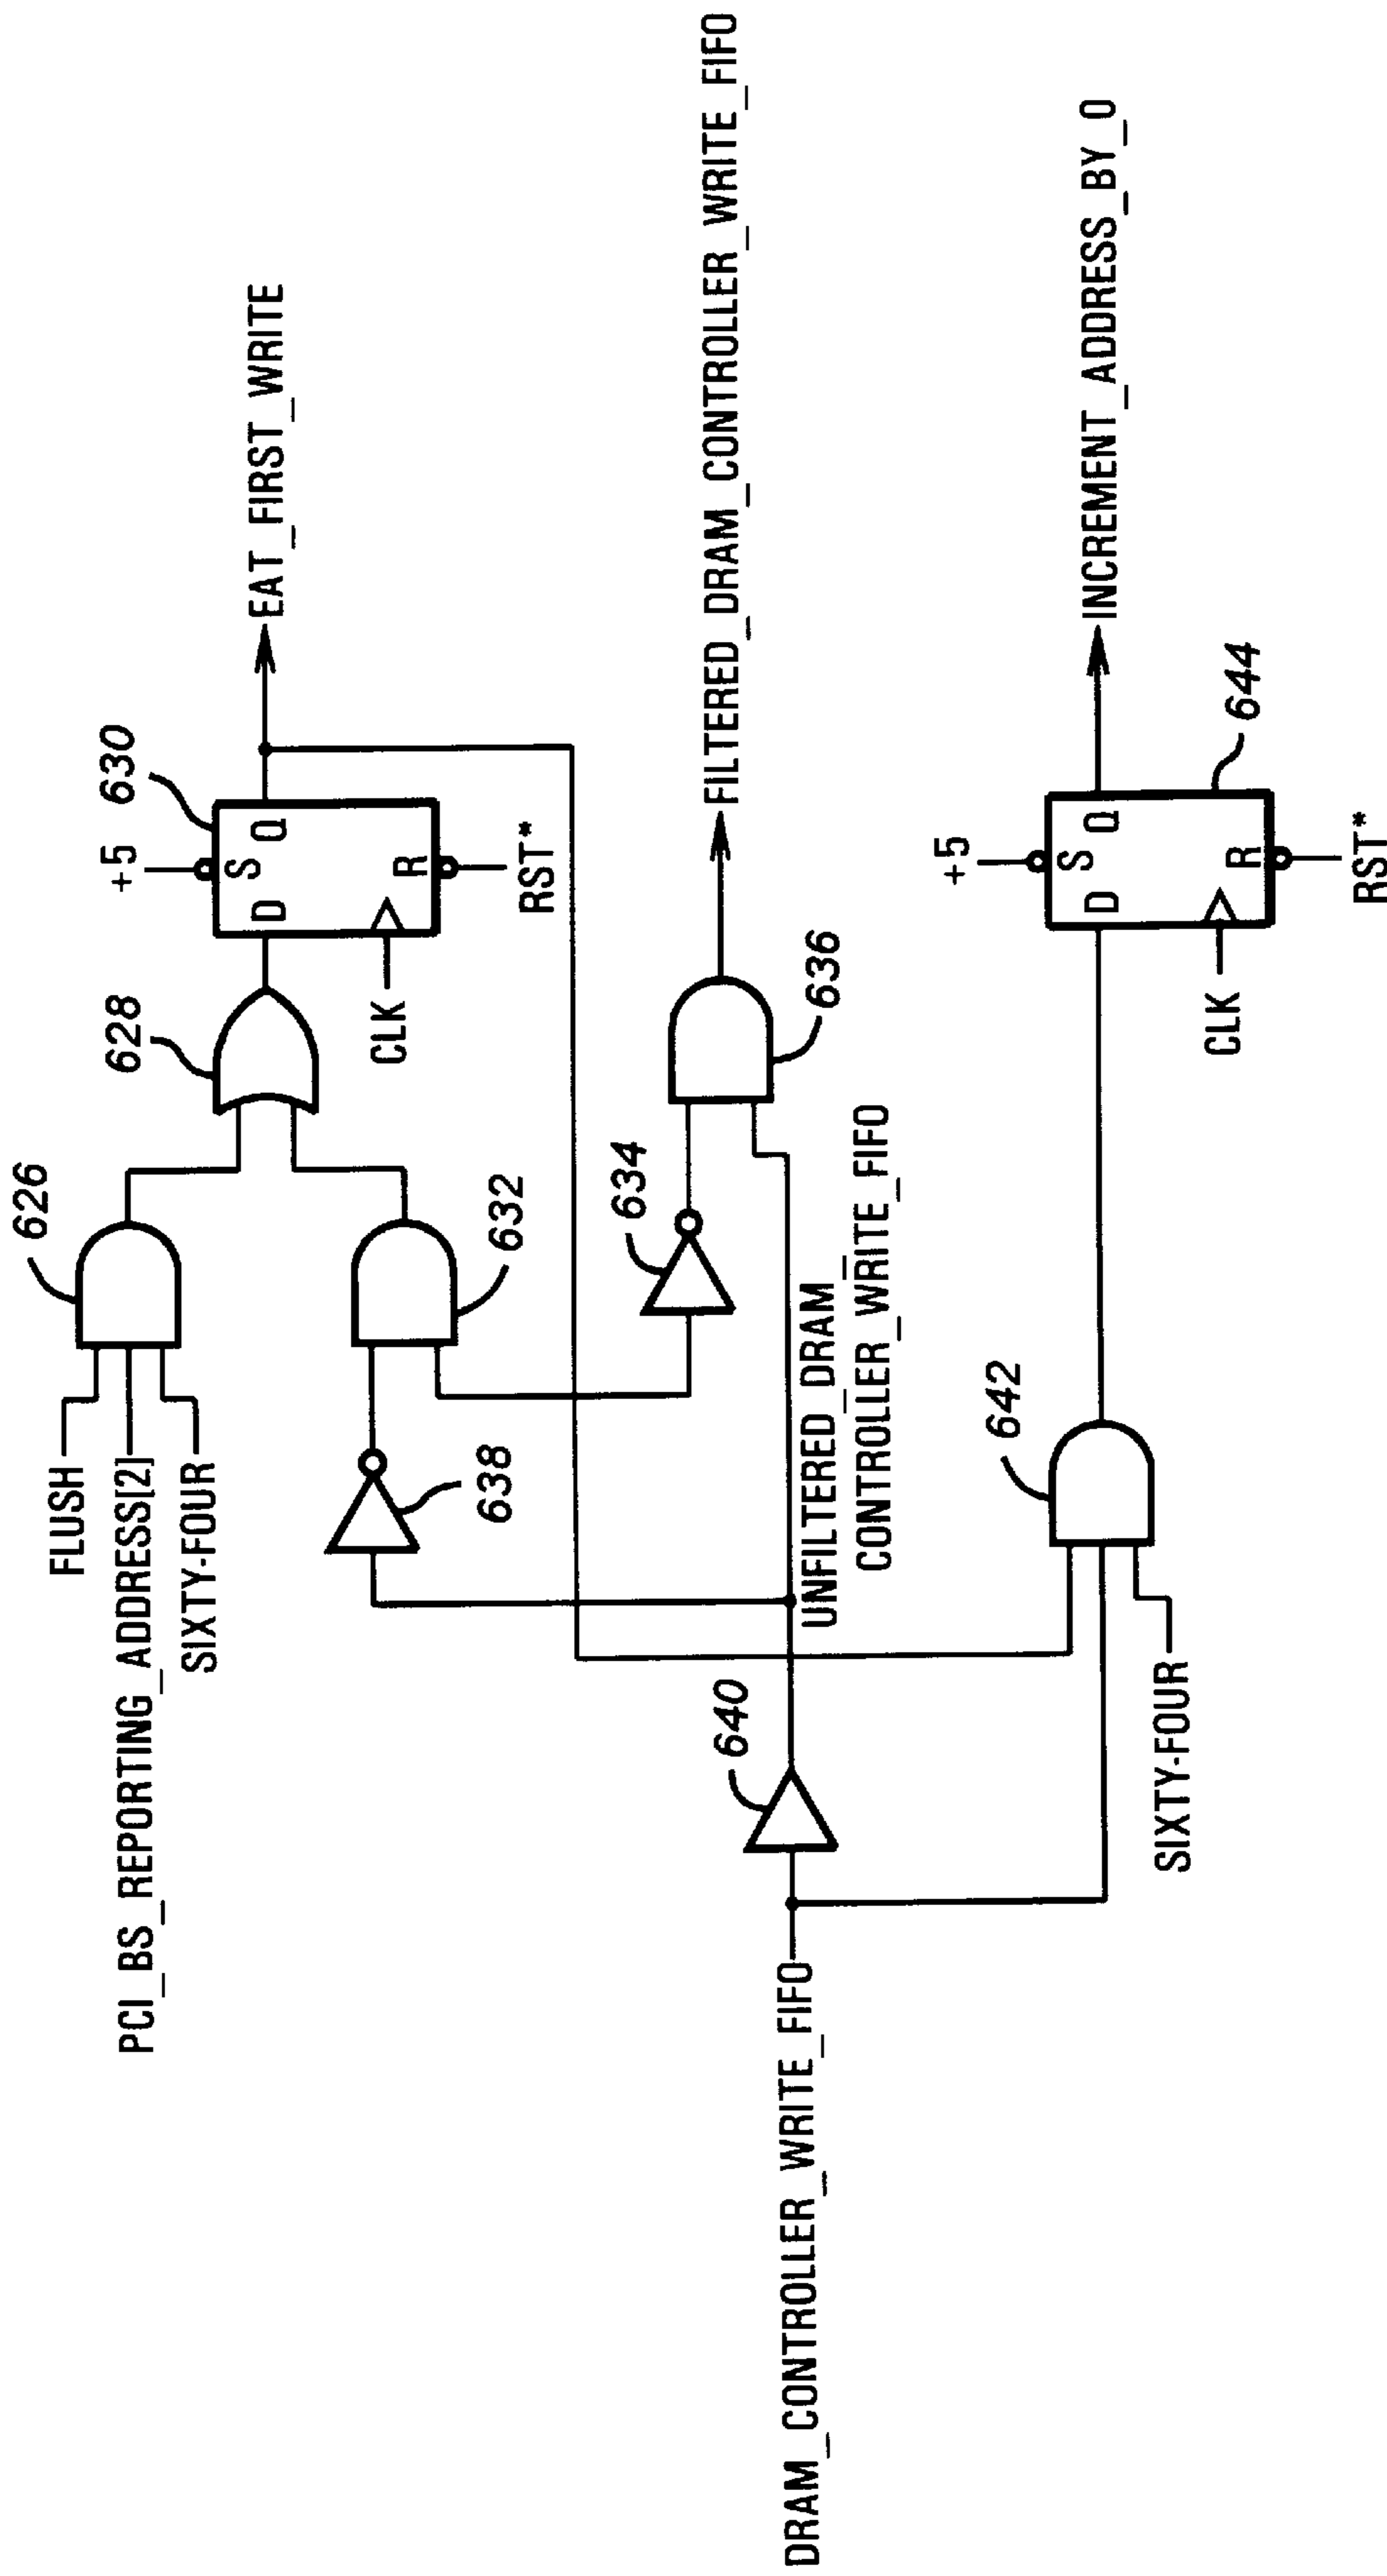 FLUSH
PCI_BS_REPORTING_ADDRESS[2]
SIXTY-FOUR
626
628
+5
630
S
D
Q
R
CLK
RST*
EAT_FIRST_WRITE
638
632
634
636
FILTERED_DRAM_CONTROLLER_WRITE_FIFO
UNFILTERED_DRAM_
CONTROLLER_WRITE_FIFO
DRAM_CONTROLLER_WRITE_FIFO
640
642
SIXTY-FOUR
+5
S
D
Q
R
CLK
RST*
644
INCREMENT_ADDRESS_BY_0